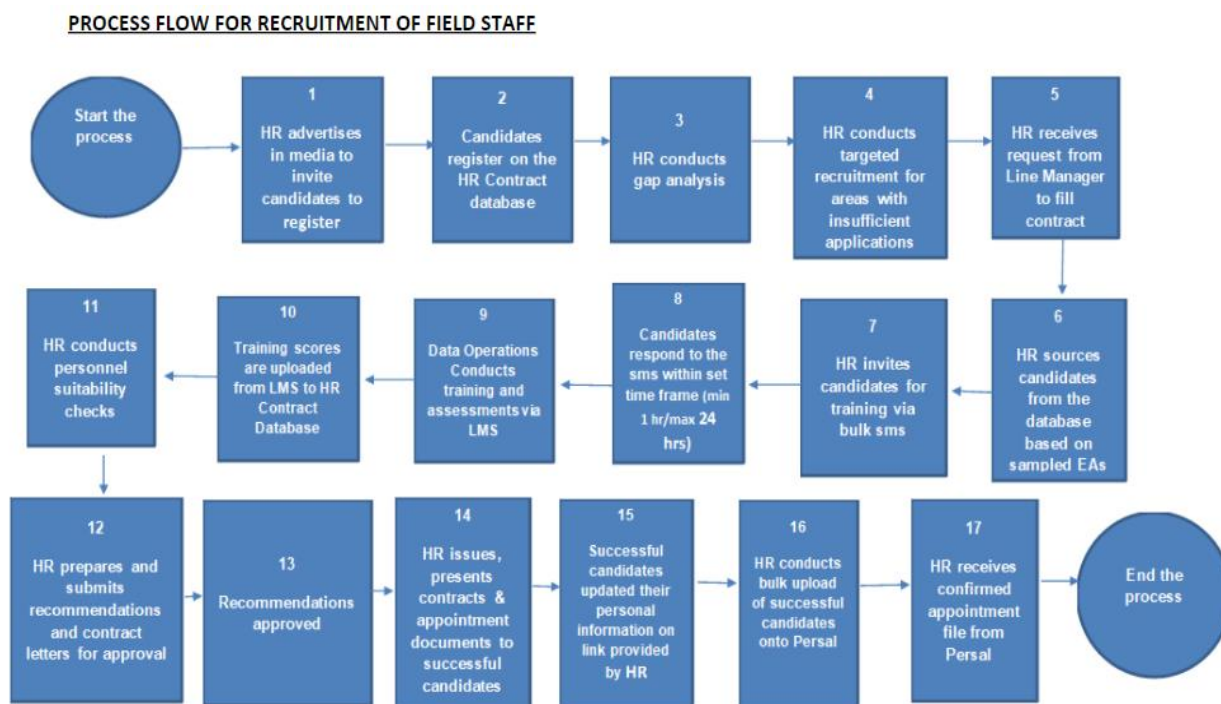 PROCESS FLOW FOR RECRUITMENT OF FIELD STAFF
Start the
process
1
HR advertises
in media to
invite
candidates to
register
2
Candidates
register on the
HR Contract
database
3
HR conducts
gap analysis
4
HR conducts
targeted
recruitment for
areas with
insufficient
applications
5
HR receives
request from
Line Manager
to fill
contract
6
HR sources
candidates
from the
database
based on
sampled EAs
7
HR invites
candidates for
training via
bulk sms
8
Candidates
respond to the
sms within set
time frame (min
1 hr/max 24
hrs)
9
Data Operations
Conducts
training and
assessments via
LMS
10
Training scores
are uploaded
from LMS to HR
Contract
Database
11
HR conducts
personnel
suitability
checks
12
HR prepares and
submits
recommendations
and contract
letters for approval
13
Recommendations
approved
14
HR issues,
presents
contracts &
appointment
documents to
successful
candidates
15
Successful
candidates
updated their
personal
information on
link provided
by HR
16
HR conducts
bulk upload
of successful
candidates
onto Persal
17
HR receives
confirmed
appointment
file from
Persal
End the
process